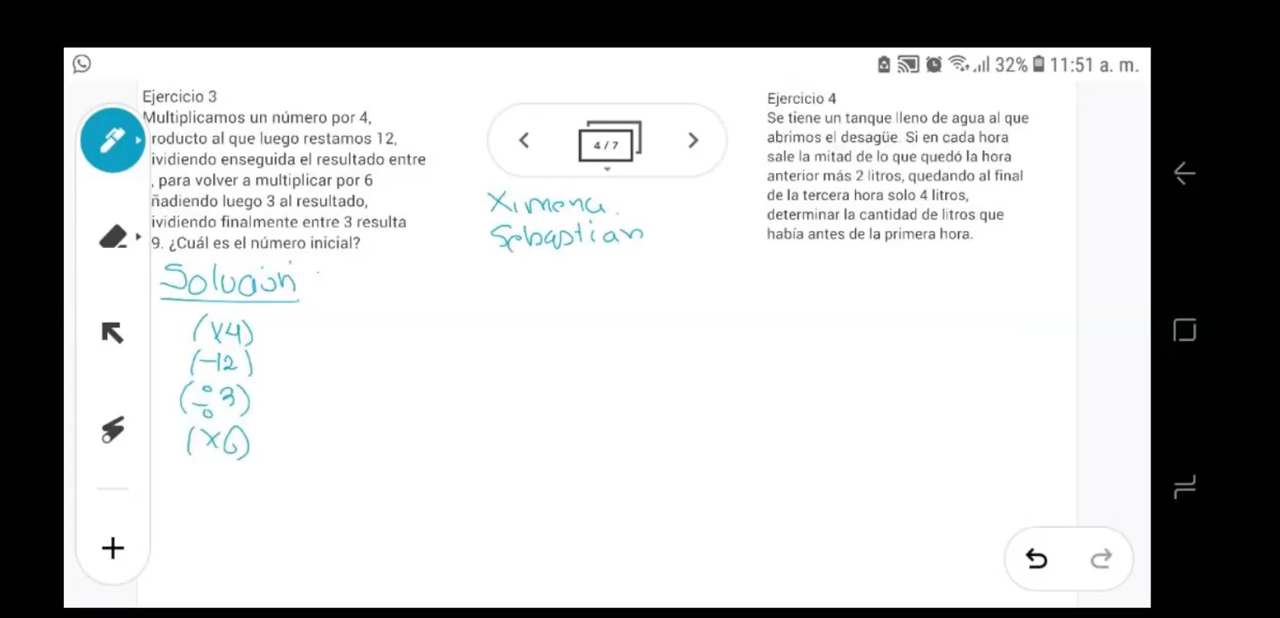 32% 11:51 a. m.
Ejercicio 3
Multiplicamos un número por 4,
roducto al que luego restamos 12,
ividiendo enseguida el resultado entre
, para volver a multiplicar por 6
ñadiendo luego 3 al resultado,
ividiendo finalmente entre 3 resulta
9. ¿Cuál es el número inicial?
Solución
(x4)
(-12)
(÷3)
(x6)
4/7
Ximena.
Sebastian
Ejercicio 4
Se tiene un tanque lleno de agua al que
abrimos el desagüe. Si en cada hora
sale la mitad de lo que quedó la hora
anterior más 2 litros, quedando al final
de la tercera hora solo 4 litros,
determinar la cantidad de litros que
había antes de la primera hora.